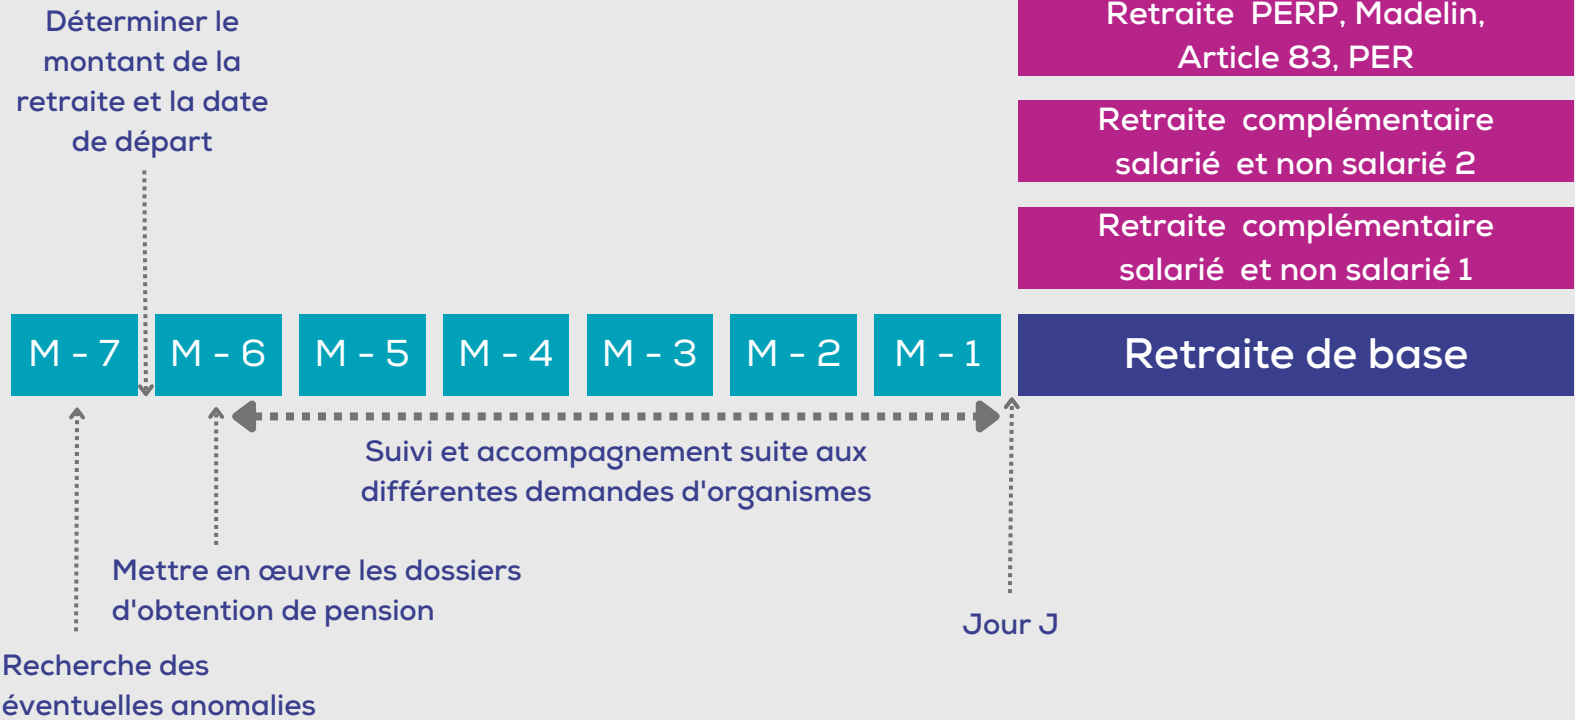 Déterminer le
montant de la
retraite et la date
de départ
Retraite PERP, Madelin,
Article 83, PER
Retraite complémentaire
salarié et non salarié 2
Retraite complémentaire
salarié et non salarié 1
M - 7
M - 6
M - 5
M - 4
M - 3
M - 2
M - 1
Retraite de base
Suivi et accompagnement suite aux
différentes demandes d'organismes
Mettre en œuvre les dossiers
d'obtention de pension
Jour J
Recherche des
éventuelles anomalies